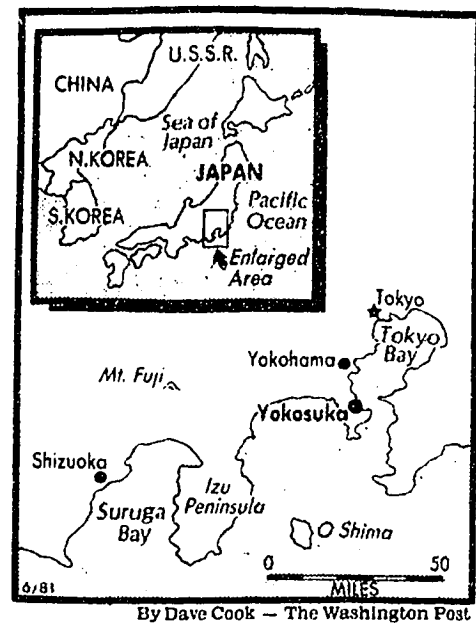 U.S.S.R.
CHINA
Sea of
Japan
N.KOREA
JAPAN
S.KOREA
Pacific
Ocean
Enlarged
Area
Tokyo
Tokyo
Bay
Yokohama
Mt. Fuji
Yokosuka
Shizuoka
Izu
Peninsula
Suruga
Bay
O Shima
0 50
MILES
6/81
By Dave Cook — The Washington Post